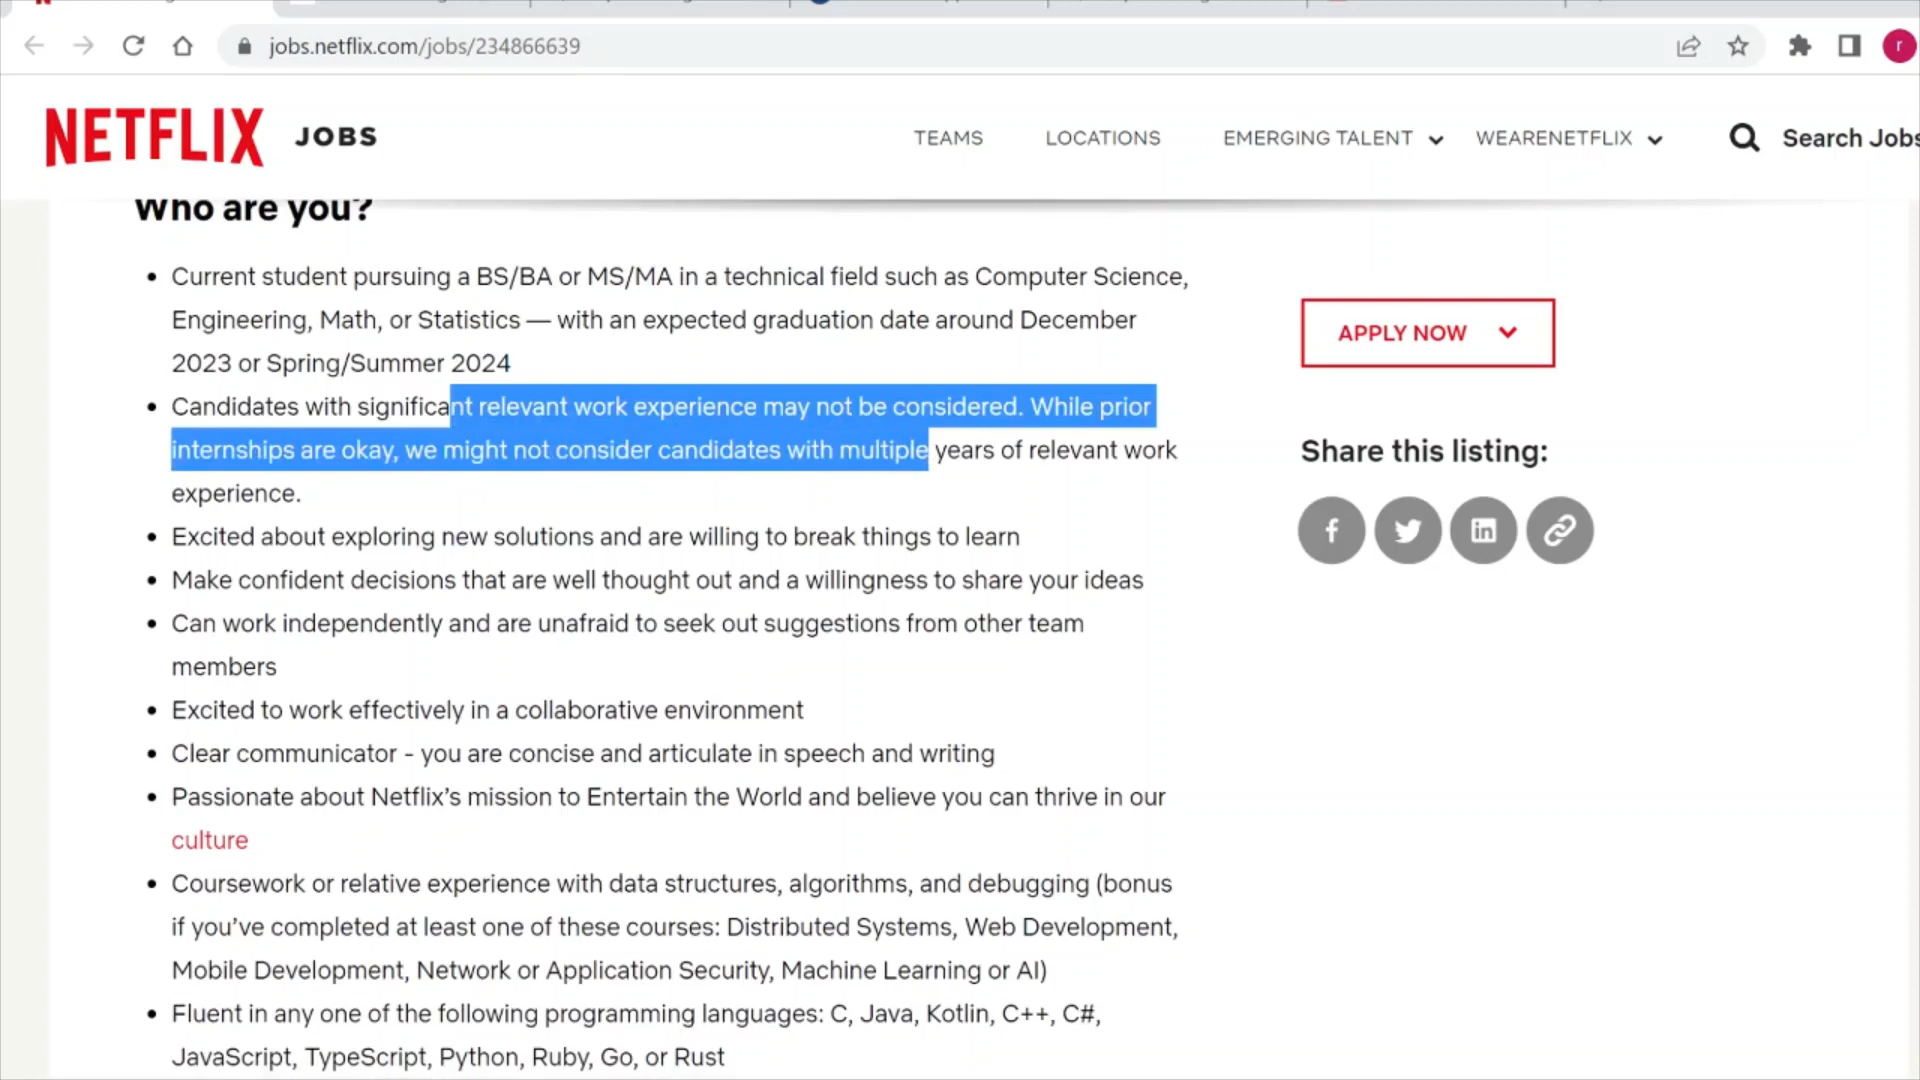 jobs.netflix.com/jobs/234866639
r
NETFLIX JOBS
TEAMS
LOCATIONS
EMERGING TALENT
WEARENETFLIX
Search Jobs
Who are you?
Current student pursuing a BS/BA or MS/MA in a technical field such as Computer Science,
Engineering, Math, or Statistics — with an expected graduation date around December
2023 or Spring/Summer 2024
Candidates with significant relevant work experience may not be considered. While prior
internships are okay, we might not consider candidates with multiple years of relevant work
experience.
Excited about exploring new solutions and are willing to break things to learn
Make confident decisions that are well thought out and a willingness to share your ideas
Can work independently and are unafraid to seek out suggestions from other team
members
Excited to work effectively in a collaborative environment
Clear communicator - you are concise and articulate in speech and writing
Passionate about Netflix’s mission to Entertain the World and believe you can thrive in our
culture
Coursework or relative experience with data structures, algorithms, and debugging (bonus
if you’ve completed at least one of these courses: Distributed Systems, Web Development,
Mobile Development, Network or Application Security, Machine Learning or AI)
Fluent in any one of the following programming languages: C, Java, Kotlin, C++, C#,
JavaScript, TypeScript, Python, Ruby, Go, or Rust
APPLY NOW
Share this listing: